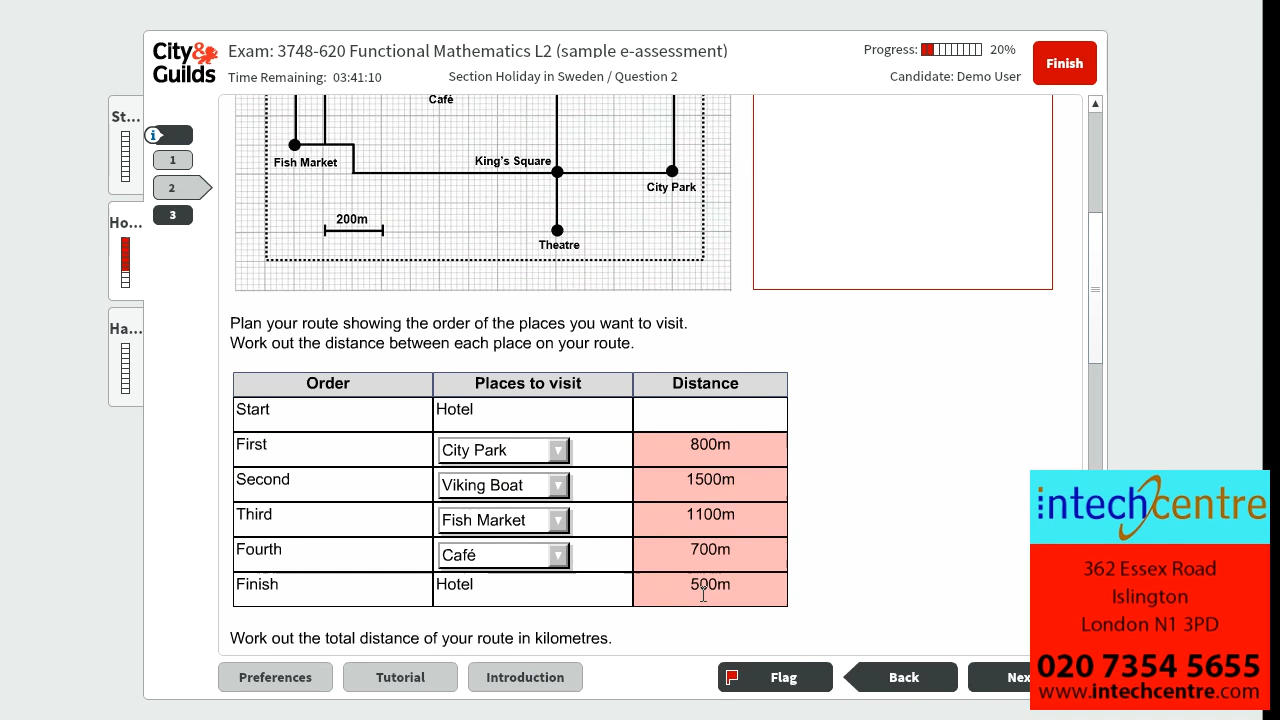 City& Guilds
Exam: 3748-620 Functional Mathematics L2 (sample e-assessment)
Progress: 20%
Finish
Time Remaining: 03:41:10
Section Holiday in Sweden / Question 2
Candidate: Demo User
St...
Ho...
Ha...
i
1
2
3
Café
Fish Market
King's Square
City Park
200m
Theatre
Plan your route showing the order of the places you want to visit.
Work out the distance between each place on your route.
Order Places to visit Distance
Start Hotel
First City Park 800m
Second Viking Boat 1500m
Third Fish Market 1100m
Fourth Café 700m
Finish Hotel 500m
Work out the total distance of your route in kilometres.
Preferences
Tutorial
Introduction
Flag
Back
Nex
intechcentre
362 Essex Road
Islington
London N1 3PD
020 7354 5655
www.intechcentre.com